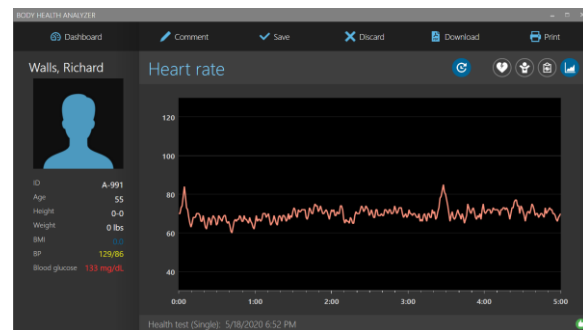 BODY HEALTH ANALYZER
Dashboard
Comment
Save
Discard
Download
Print
Walls, Richard
Heart rate
ID A-991
Age 55
Height 0-0
Weight 0 lbs
BMI 0.0
BP 129/86
Blood glucose 133 mg/dL
120
100
80
60
40
0:00 1:00 2:00 3:00 4:00 5:00
Health test (Single): 5/18/2020 6:52 PM